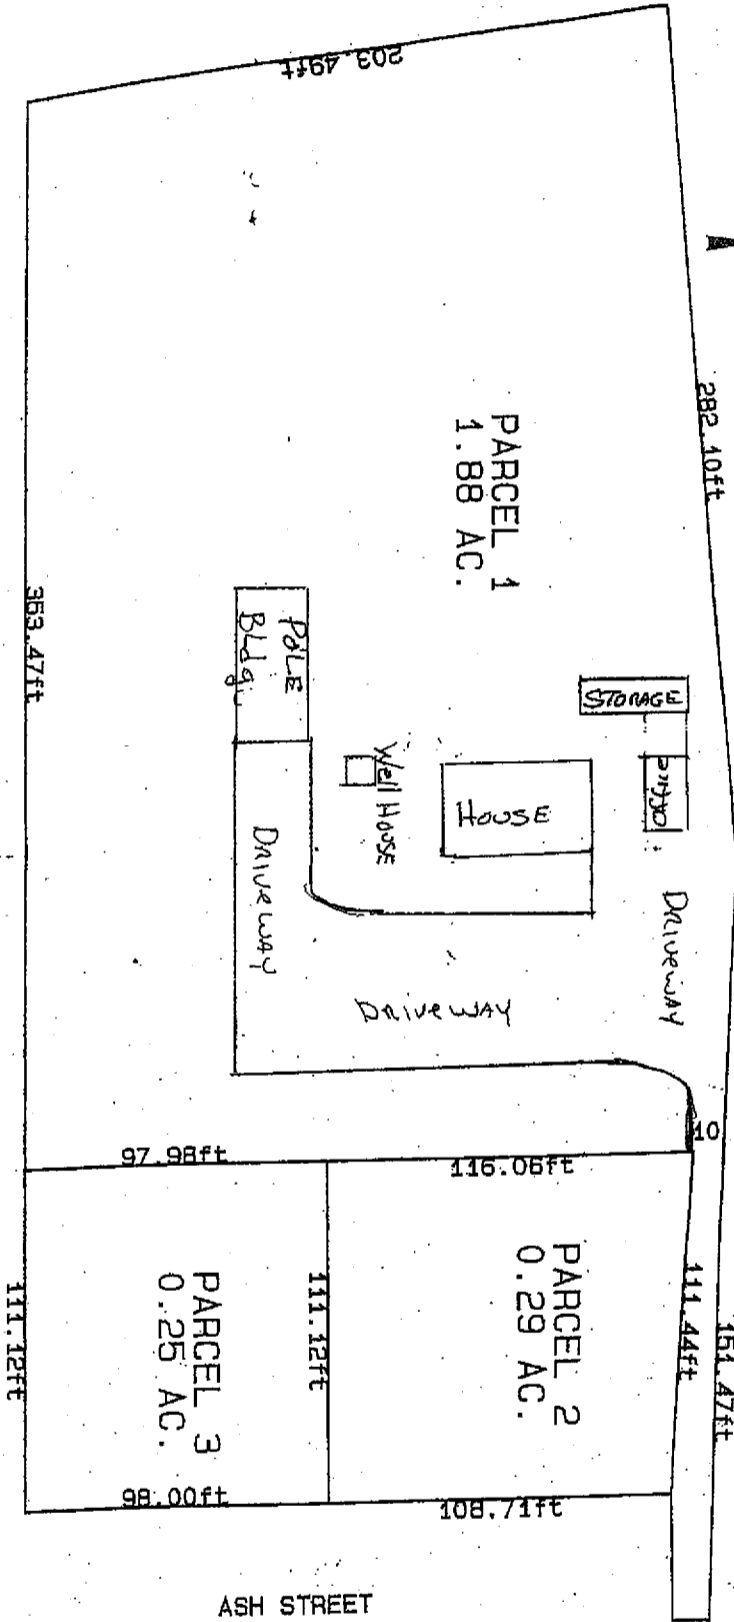 203.49ft
282.10ft
PARCEL 1
1.88 AC.
353.47ft
POLE
Bldg.
STORAGE
office
Well House
House
DRIVEWAY
DRIVEWAY
DRIVEWAY
10
97.98ft
116.06ft
PARCEL 2
0.29 AC.
PARCEL 3
0.25 AC.
111.12ft
111.12ft
111.44ft
151.47ft
98.00ft
108.71ft
ASH STREET